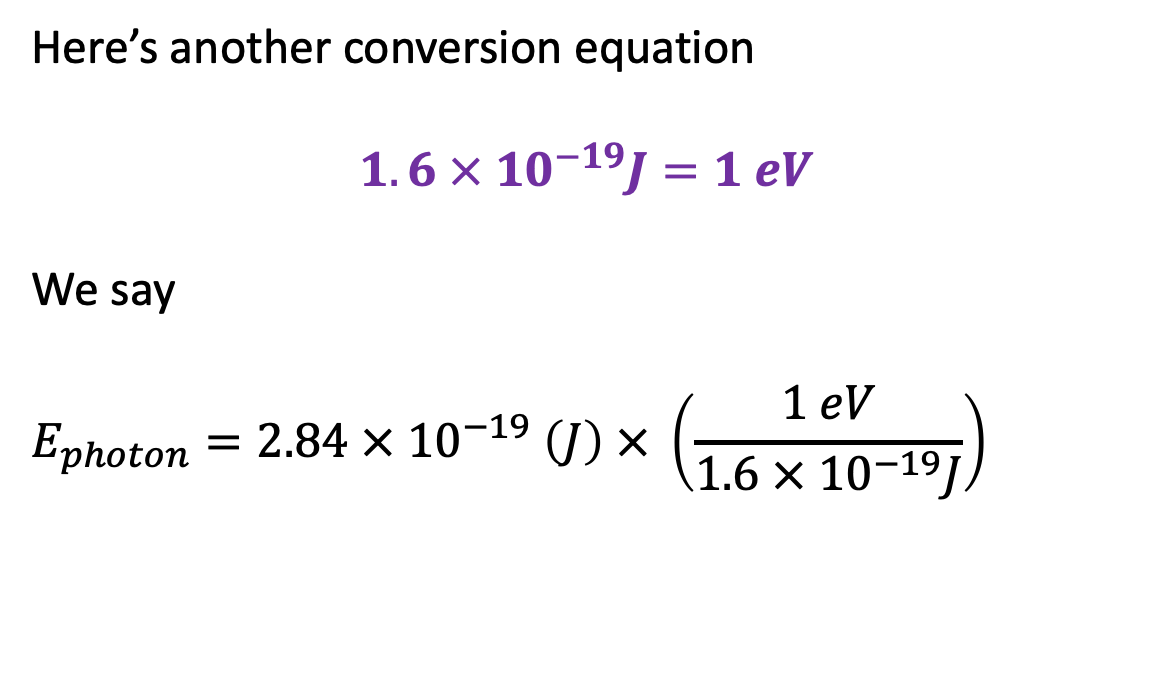 Here’s another conversion equation
1.6 × 10⁻¹⁹J = 1 eV
We say
E_photon = 2.84 × 10⁻¹⁹ (J) × (1 eV / 1.6 × 10⁻¹⁹J)